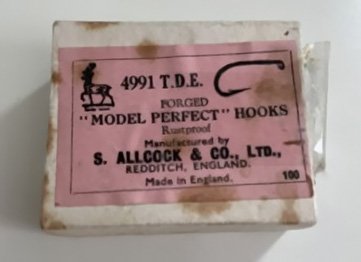 4991 T.D.E.
FORGED
"MODEL PERFECT" HOOKS
Rustproof
Manufactured by
S. ALLCOCK & CO., LTD.,
REDDITCH, ENGLAND.
Made in England.
100